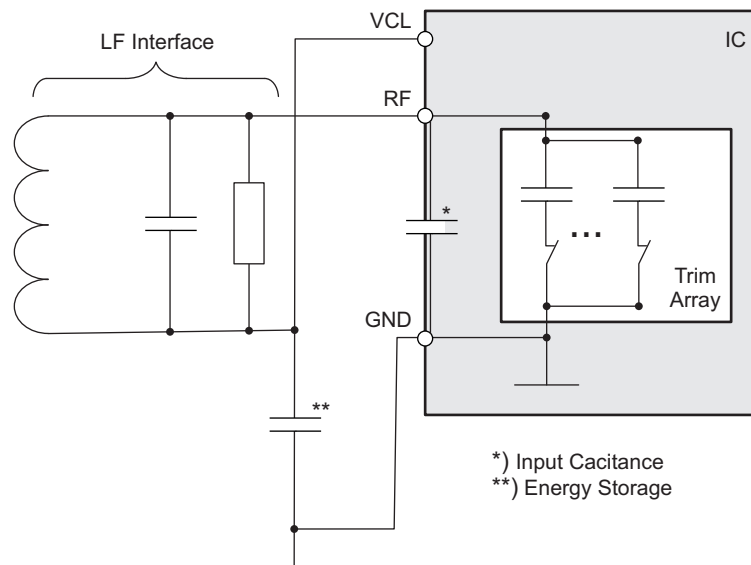 VCL
IC
LF Interface
RF
*
...
Trim
Array
GND
**
*) Input Cacitance
**) Energy Storage